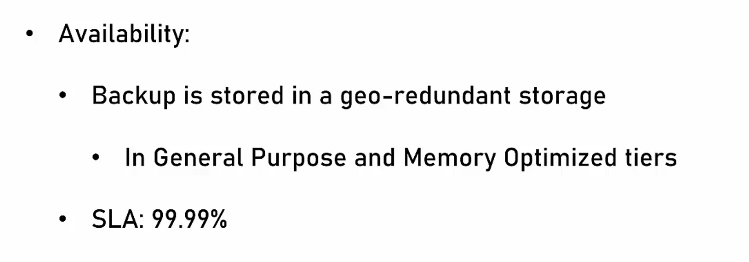 • Availability:
• Backup is stored in a geo-redundant storage
• In General Purpose and Memory Optimized tiers
• SLA: 99.99%